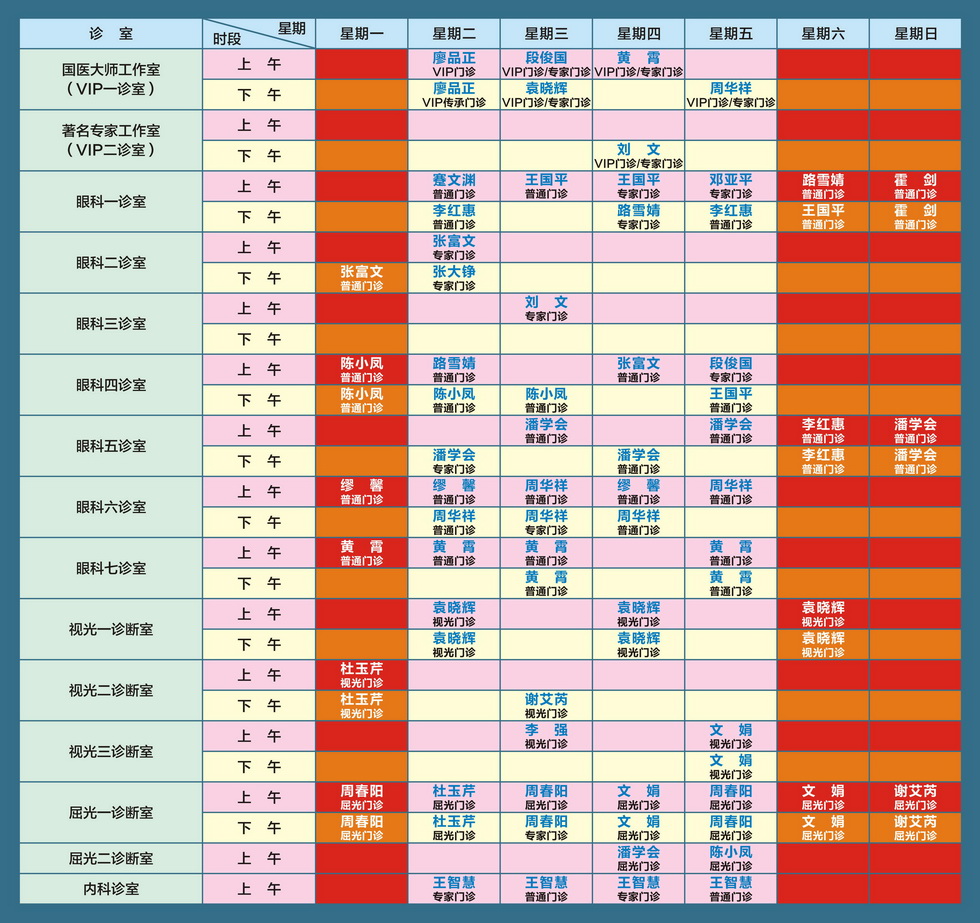 诊 室 时段 星期 星期一 星期二 星期三 星期四 星期五 星期六 星期日
国医大师工作室
（VIP一诊室）
上 午 廖品正 段俊国 黄 霄
VIP门诊 VIP门诊/专家门诊 VIP门诊/专家门诊
下 午 廖品正 袁晓辉 周华祥
VIP传承门诊 VIP门诊/专家门诊 VIP门诊/专家门诊
著名专家工作室
（VIP二诊室）
上 午
下 午 刘 文
VIP门诊/专家门诊
眼科一诊室
上 午 蹇文渊 王国平 王国平 邓亚平 路雪婧 霍 剑
普通门诊 普通门诊 专家门诊 专家门诊 普通门诊 普通门诊
下 午 李红惠 路雪婧 李红惠 王国平 霍 剑
普通门诊 专家门诊 普通门诊 普通门诊 普通门诊
眼科二诊室
上 午 张富文
专家门诊
下 午 张富文 张大铮
普通门诊 专家门诊
眼科三诊室
上 午 刘 文
专家门诊
下 午
眼科四诊室
上 午 陈小凤 路雪婧 张富文 段俊国
普通门诊 普通门诊 普通门诊 专家门诊
下 午 陈小凤 陈小凤 陈小凤 王国平
普通门诊 普通门诊 普通门诊 普通门诊
眼科五诊室
上 午 潘学会 潘学会 李红惠 潘学会
普通门诊 普通门诊 普通门诊 普通门诊
下 午 潘学会 潘学会 李红惠 潘学会
专家门诊 普通门诊 普通门诊 普通门诊
眼科六诊室
上 午 缪 馨 缪 馨 周华祥 缪 馨 周华祥
普通门诊 普通门诊 普通门诊 普通门诊 普通门诊
下 午 周华祥 周华祥 周华祥
普通门诊 专家门诊 普通门诊
眼科七诊室
上 午 黄 霄 黄 霄 黄 霄 黄 霄
普通门诊 普通门诊 普通门诊 普通门诊
下 午 黄 霄 黄 霄
普通门诊 普通门诊
视光一诊断室
上 午 袁晓辉 袁晓辉 袁晓辉
视光门诊 视光门诊 视光门诊
下 午 袁晓辉 袁晓辉 袁晓辉
视光门诊 视光门诊 视光门诊
视光二诊断室
上 午 杜玉芹
视光门诊
下 午 杜玉芹 谢艾芮
视光门诊 视光门诊
视光三诊断室
上 午 李 强 文 娟
视光门诊 视光门诊
下 午 文 娟
视光门诊
屈光一诊断室
上 午 周春阳 杜玉芹 周春阳 文 娟 周春阳 文 娟 谢艾芮
屈光门诊 屈光门诊 屈光门诊 屈光门诊 屈光门诊 屈光门诊 屈光门诊
下 午 周春阳 杜玉芹 周春阳 文 娟 周春阳 文 娟 谢艾芮
屈光门诊 屈光门诊 专家门诊 屈光门诊 屈光门诊 屈光门诊 屈光门诊
屈光二诊断室 上 午 潘学会 陈小凤
屈光门诊 屈光门诊
内科诊室 上 午 王智慧 王智慧 王智慧 王智慧
专家门诊 普通门诊 专家门诊 普通门诊